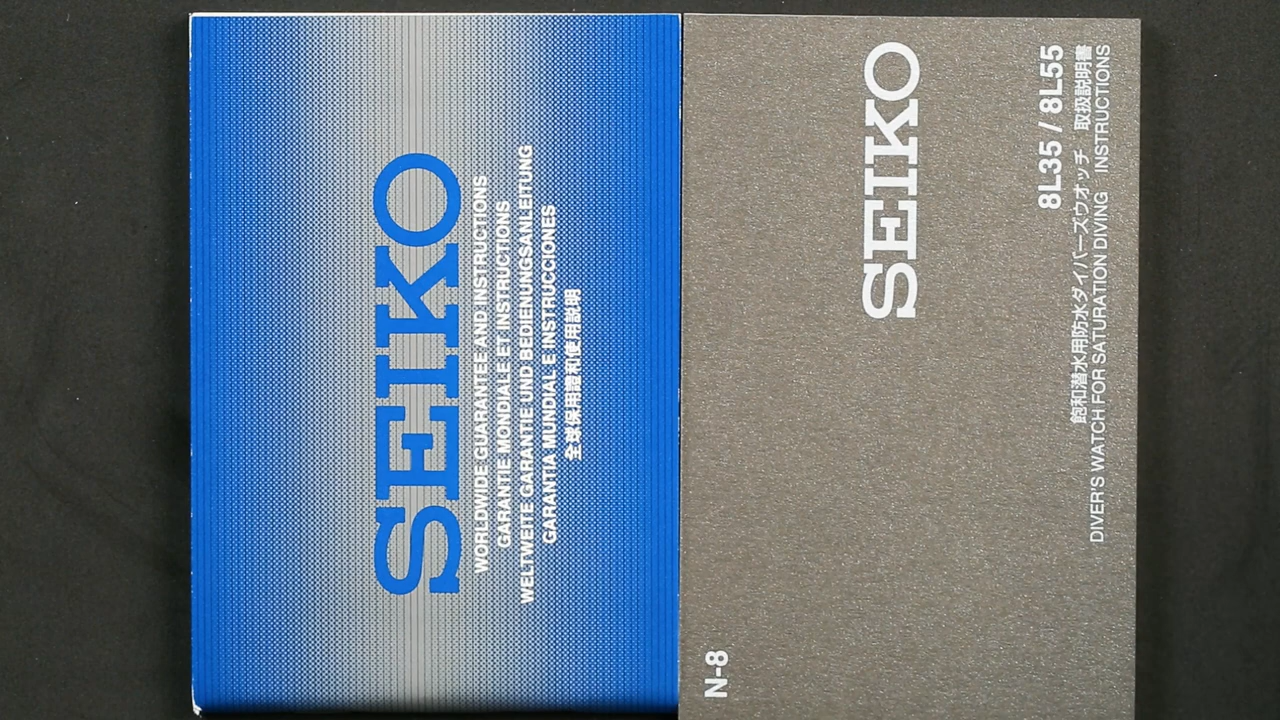 SEIKO
WORLDWIDE GUARANTEE AND INSTRUCTIONS
GARANTIE MONDIALE ET INSTRUCTIONS
WELTWEITE GARANTIE UND BEDIENUNGSANLEITUNG
GARANTIA MUNDIAL E INSTRUCCIONES
全球保用證和使用説明
N-8
SEIKO
8L35 / 8L55
飽和潜水用防水ダイバーズウオッチ 取扱説明書
DIVER'S WATCH FOR SATURATION DIVING INSTRUCTIONS